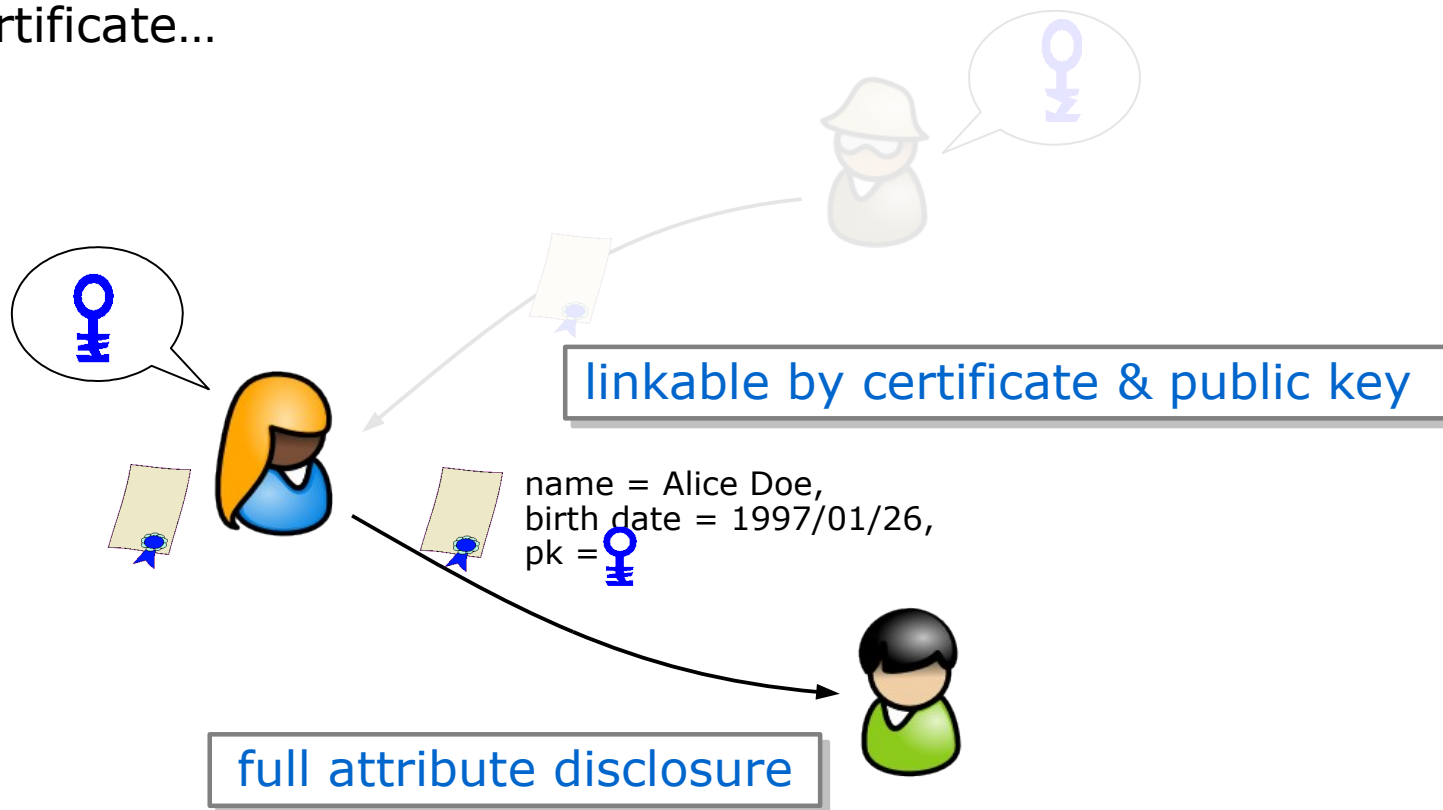 rtificate…
linkable by certificate & public key
name = Alice Doe,
birth date = 1997/01/26,
pk =
full attribute disclosure